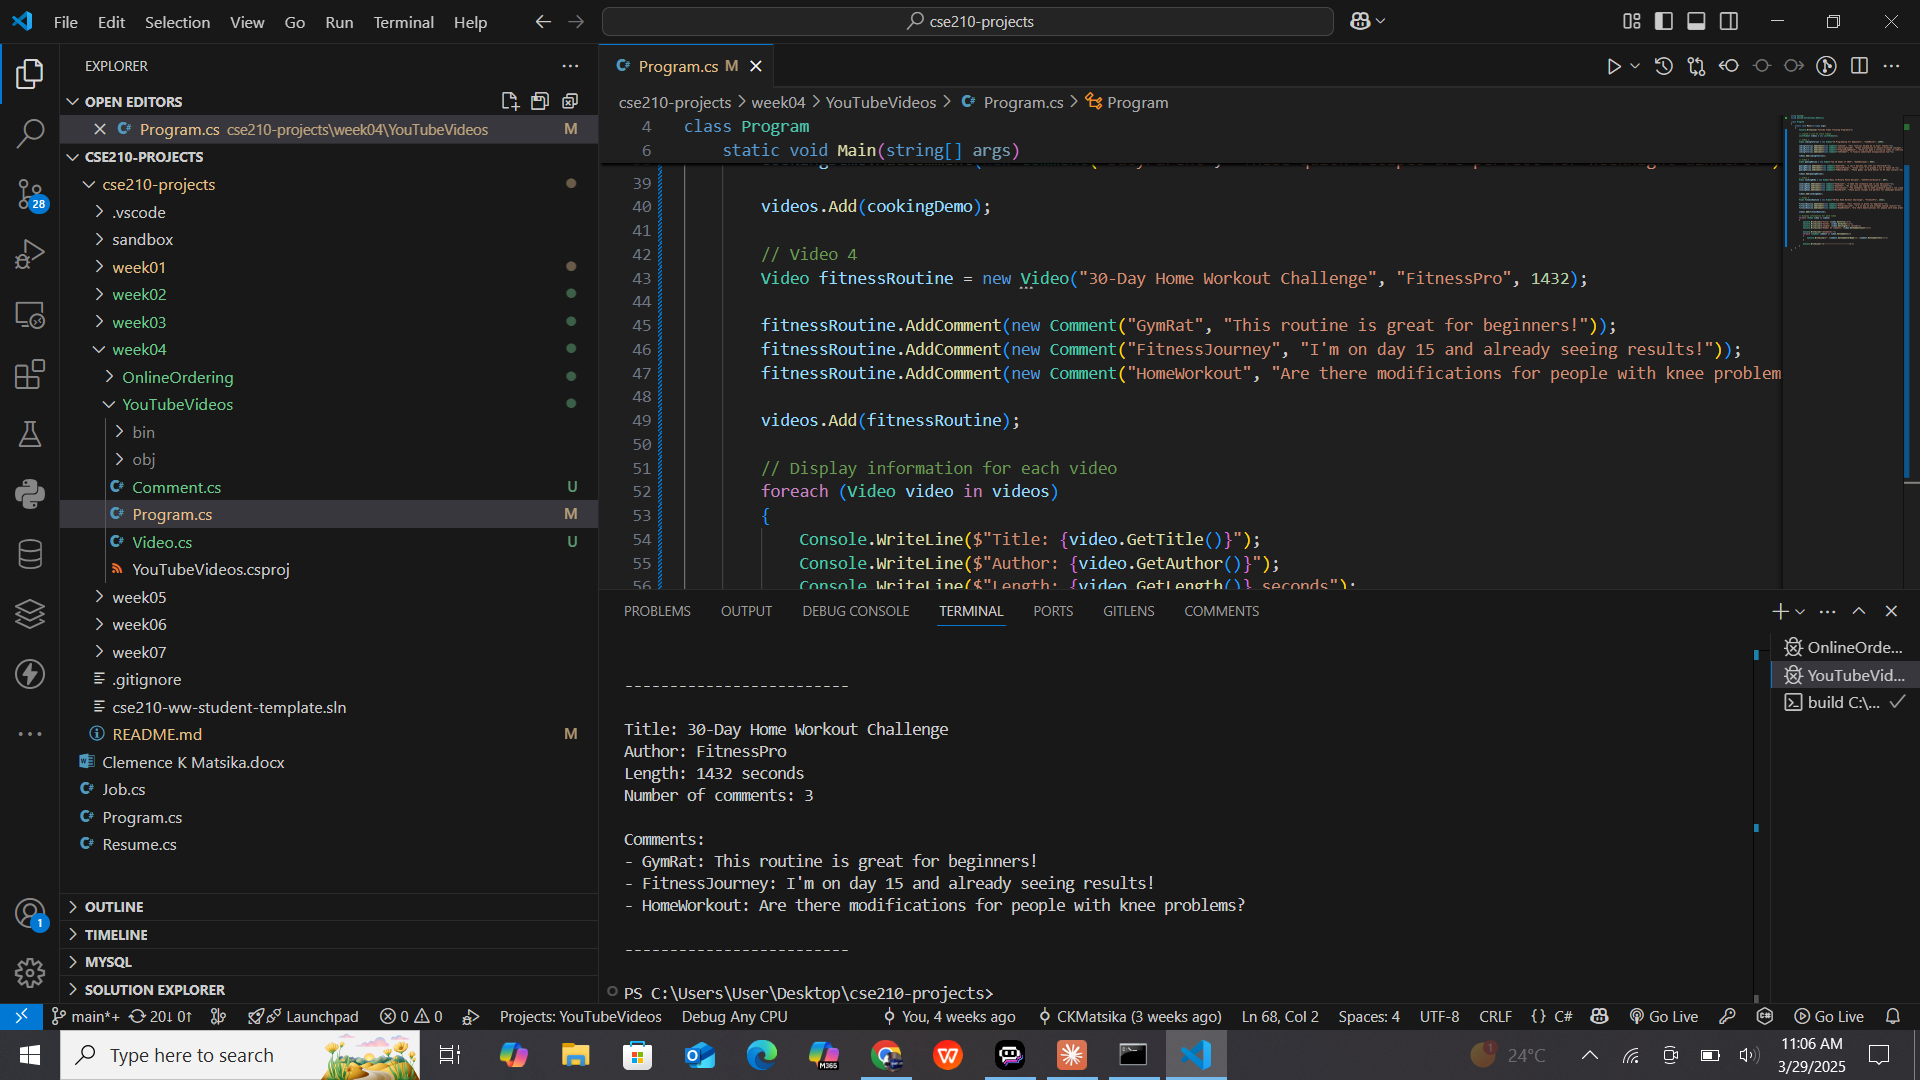 File Edit Selection View Go Run Terminal Help
cse210-projects
EXPLORER
OPEN EDITORS
Program.cs cse210-projects\week04\YouTubeVideos M
CSE210-PROJECTS
cse210-projects
.vscode
sandbox
week01
week02
week03
week04
OnlineOrdering
YouTubeVideos
bin
obj
Comment.cs U
Program.cs M
Video.cs U
YouTubeVideos.csproj
week05
week06
week07
.gitignore
cse210-ww-student-template.sln
README.md M
Clemence K Matsika.docx
Job.cs
Program.cs
Resume.cs
OUTLINE
TIMELINE
MYSQL
SOLUTION EXPLORER
28
1
Program.cs M
cse210-projects > week04 > YouTubeVideos > Program.cs > Program
4 class Program
6 static void Main(string[] args)
39
40 videos.Add(cookingDemo);
41
42 // Video 4
43 Video fitnessRoutine = new Video("30-Day Home Workout Challenge", "FitnessPro", 1432);
44
45 fitnessRoutine.AddComment(new Comment("GymRat", "This routine is great for beginners!"));
46 fitnessRoutine.AddComment(new Comment("FitnessJourney", "I'm on day 15 and already seeing results!"));
47 fitnessRoutine.AddComment(new Comment("HomeWorkout", "Are there modifications for people with knee problem
48
49 videos.Add(fitnessRoutine);
50
51 // Display information for each video
52 foreach (Video video in videos)
53 {
54 Console.WriteLine($"Title: {video.GetTitle()}");
55 Console.WriteLine($"Author: {video.GetAuthor()}");
56 Console.WriteLine($"Length: {video.GetLength()} seconds");
PROBLEMS OUTPUT DEBUG CONSOLE TERMINAL PORTS GITLENS COMMENTS
-------------------------
Title: 30-Day Home Workout Challenge
Author: FitnessPro
Length: 1432 seconds
Number of comments: 3
Comments:
- GymRat: This routine is great for beginners!
- FitnessJourney: I'm on day 15 and already seeing results!
- HomeWorkout: Are there modifications for people with knee problems?
-------------------------
PS C:\Users\User\Desktop\cse210-projects>
OnlineOrde...
YouTubeVid...
build C:\...
main*+ 20↓ 0↑ Launchpad 0 0 Projects: YouTubeVideos Debug Any CPU You, 4 weeks ago CKMatsika (3 weeks ago) Ln 68, Col 2 Spaces: 4 UTF-8 CRLF {} C# Go Live Go Live
Type here to search
M365
1
24°C
11:06 AM
3/29/2025